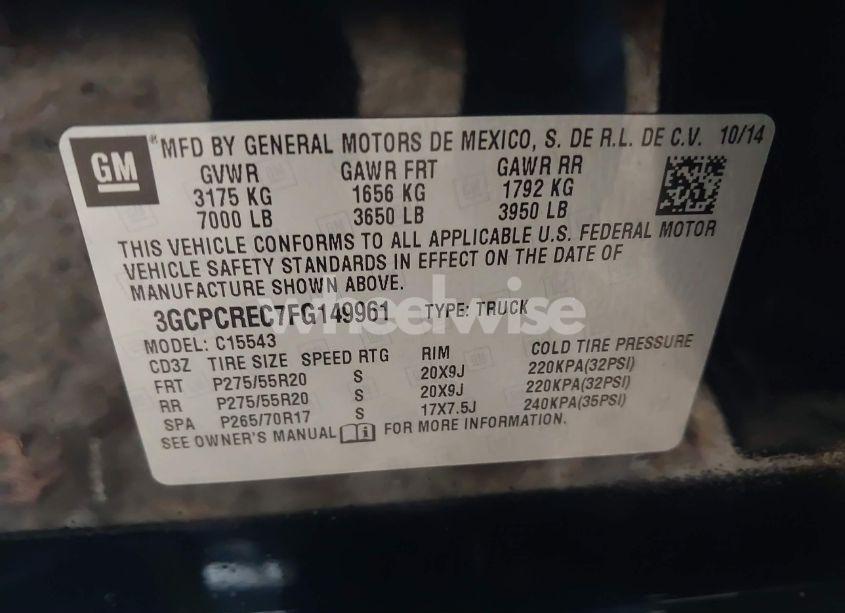 GM
MFD BY GENERAL MOTORS DE MEXICO, S. DE R.L. DE C.V. 10/14
GVWR GAWR FRT GAWR RR
3175 KG 1656 KG 1792 KG
7000 LB 3650 LB 3950 LB
THIS VEHICLE CONFORMS TO ALL APPLICABLE U.S. FEDERAL MOTOR
VEHICLE SAFETY STANDARDS IN EFFECT ON THE DATE OF
MANUFACTURE SHOWN ABOVE.
3GCPCREC7FG149961 TYPE: TRUCK
wheelwise
MODEL: C15543
CD3Z TIRE SIZE SPEED RTG RIM COLD TIRE PRESSURE
FRT P275/55R20 S 20X9J 220KPA(32PSI)
RR P275/55R20 S 20X9J 220KPA(32PSI)
SPA P265/70R17 S 17X7.5J 240KPA(35PSI)
SEE OWNER'S MANUAL FOR MORE INFORMATION.